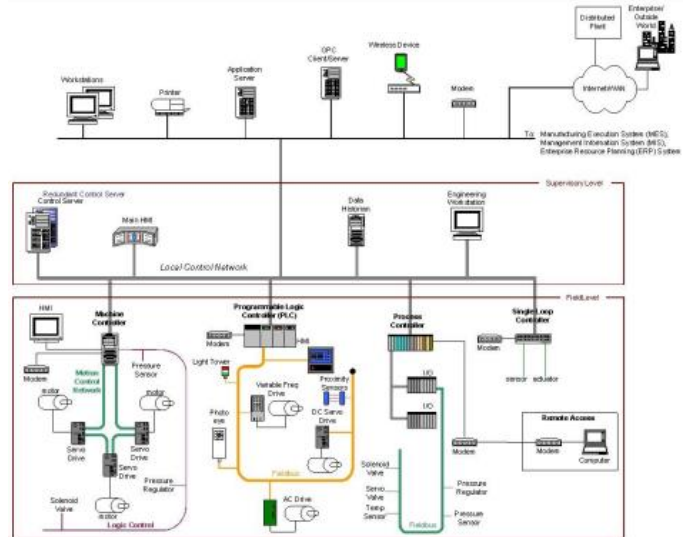 Distributed
Plant
Enterprise/
Outside
World
OPC
Client/Server
Wireless Device
Application
Server
Workstations
Printer
Modem
Internet/WAN
To: Manufacturing Execution System (MES),
Management Information System (MIS),
Enterprise Resource Planning (ERP) System
Supervisory Level
Redundant Control Server
Control Server
Main HMI
Data
Historian
Engineering
Workstation
Local Control Network
Field Level
HMI
Machine
Controller
Programmable Logic
Controller (PLC)
Process
Controller
Single Loop
Controller
Modem
HMI
Modem
Modem
Pressure
Sensor
Light Tower
Motion
Control
Network
motor
motor
Variable Freq
Drive
Proximity
Sensors
I/O
I/O
sensor
actuator
Photo
eye
DC Servo
Drive
Servo
Drive
Servo
Drive
Servo
Drive
Remote Access
Modem
Modem
Computer
Fieldbus
Solenoid
Valve
Servo
Valve
Temp
Sensor
Pressure
Regulator
Pressure
Regulator
Pressure
Sensor
AC Drive
Solenoid
Valve
motor
Logic Control
Fieldbus